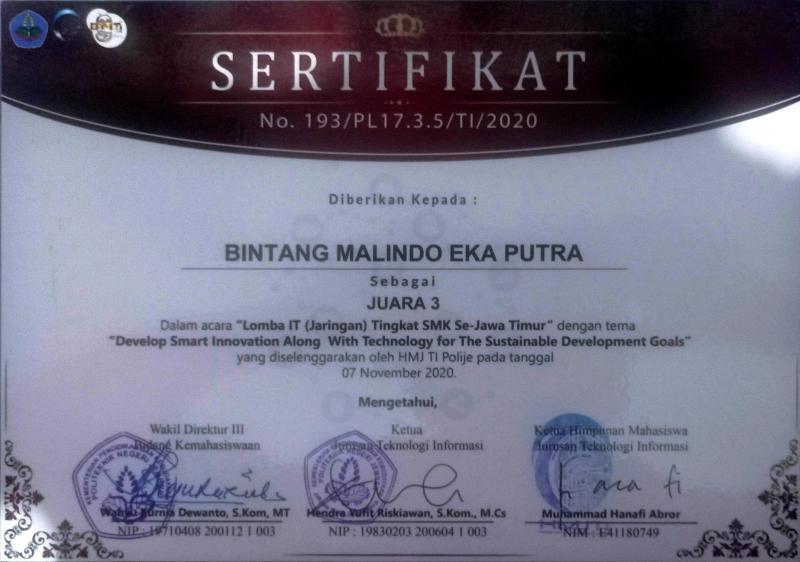 SERTIFIKAT
No. 193/PL17.3.5/TI/2020
Diberikan Kepada :
BINTANG MALINDO EKA PUTRA
Sebagai
JUARA 3
Dalam acara "Lomba IT (Jaringan) Tingkat SMK Se-Jawa Timur" dengan tema
"Develop Smart Innovation Along With Technology for The Sustainable Development Goals"
yang diselenggarakan oleh HMJ TI Polije pada tanggal
07 November 2020.
Mengetahui,
Wakil Direktur III
Bidang Kemahasiswaan
Dewanto, S.Kom, MT
NIP : 19710408 200112 1 003
Ketua
Jurusan Teknologi Informasi
Hendra Yufit Riskiawan, S.Kom., M.Cs
NIP : 19830203 200604 1 003
Ketua Himpunan Mahasiswa
Jurusan Teknologi Informasi
Muhammad Hanafi Abror
NIM : E41180749